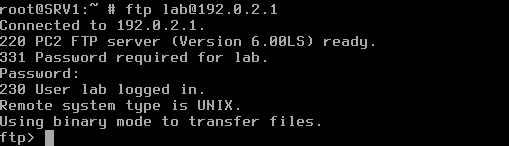 root@SRV1:~ # ftp lab@192.0.2.1
Connected to 192.0.2.1.
220 PC2 FTP server (Version 6.00LS) ready.
331 Password required for lab.
Password:
230 User lab logged in.
Remote system type is UNIX.
Using binary mode to transfer files.
ftp>